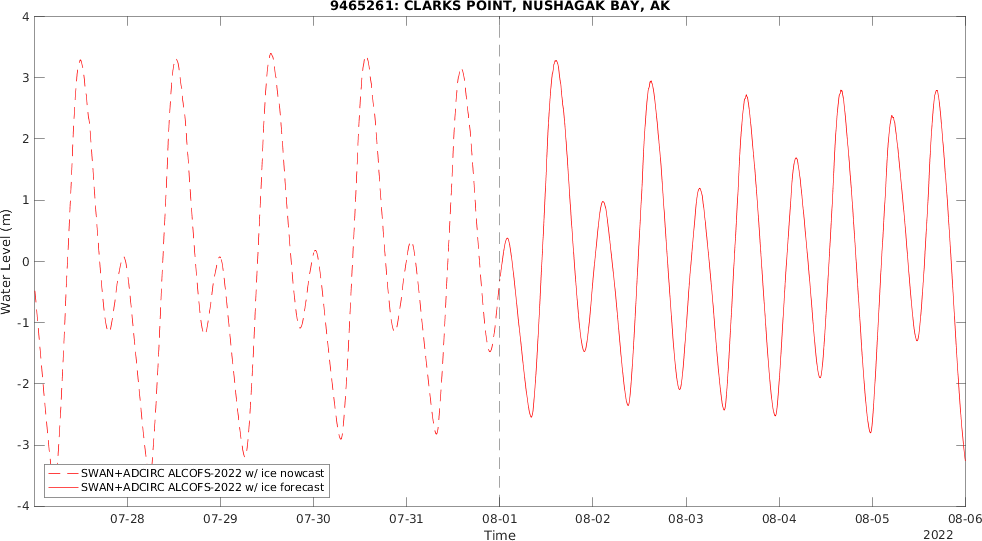 9465261: CLARKS POINT, NUSHAGAK BAY, AK
4
3
2
1
0
-1
-2
-3
-4
Water Level (m)
SWAN+ADCIRC ALCOFS-2022 w/ ice nowcast
SWAN+ADCIRC ALCOFS-2022 w/ ice forecast
07-28 07-29 07-30 07-31 08-01 08-02 08-03 08-04 08-05 08-06
Time
2022